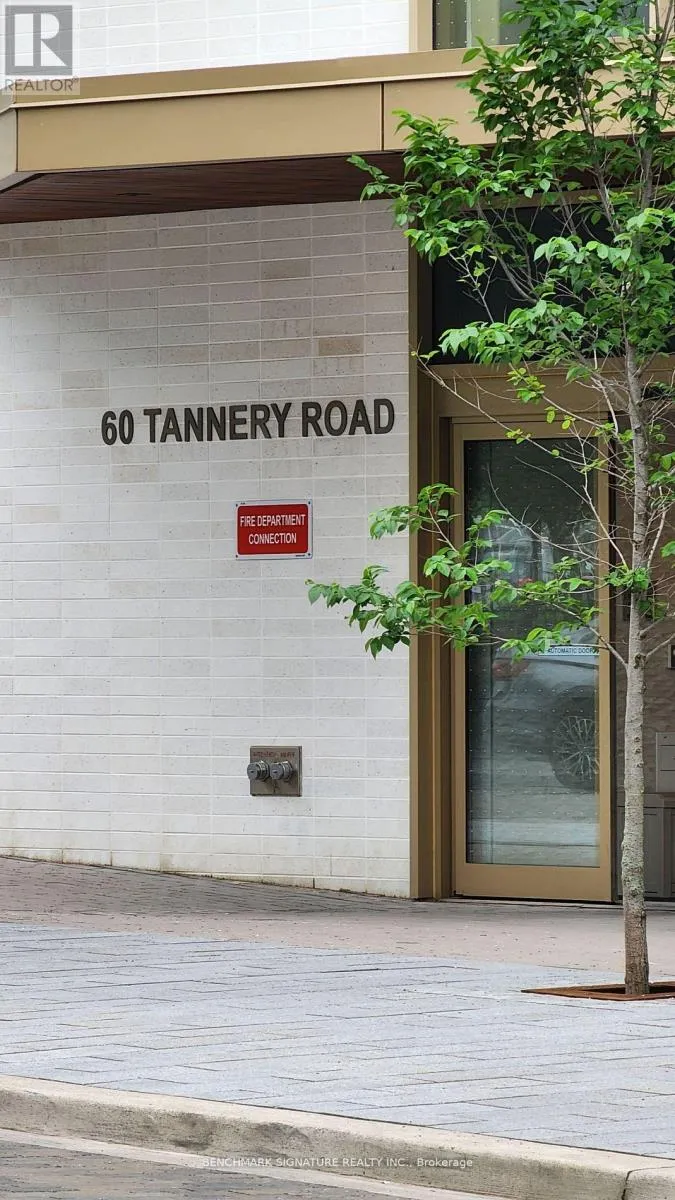 R
REALTOR®
60 TANNERY ROAD
FIRE DEPARTMENT
CONNECTION
AUTOMATIC DOOR
BENCHMARK SIGNATURE REALTY INC., Brokerage